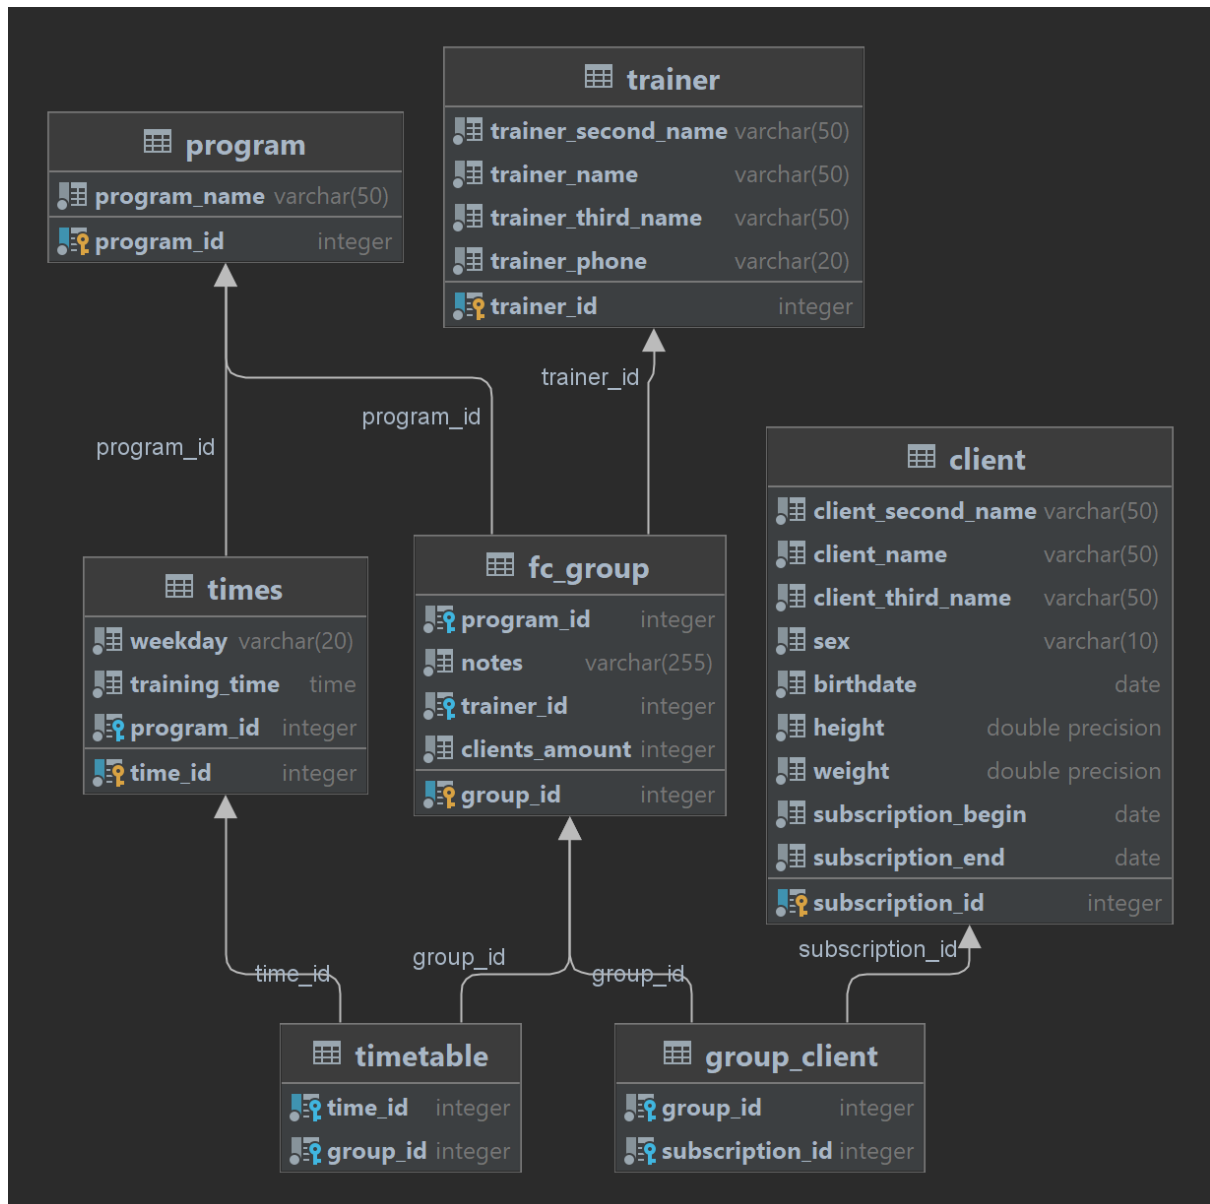 trainer
trainer_second_name varchar(50)
trainer_name varchar(50)
trainer_third_name varchar(50)
trainer_phone varchar(20)
trainer_id integer
program
program_name varchar(50)
program_id integer
trainer_id
program_id
program_id
client
client_second_name varchar(50)
client_name varchar(50)
client_third_name varchar(50)
sex varchar(10)
birthdate date
height double precision
weight double precision
subscription_begin date
subscription_end date
subscription_id integer
times
weekday varchar(20)
training_time time
program_id integer
time_id integer
fc_group
program_id integer
notes varchar(255)
trainer_id integer
clients_amount integer
group_id integer
time_id
group_id
group_id
subscription_id
timetable
time_id integer
group_id integer
group_client
group_id integer
subscription_id integer